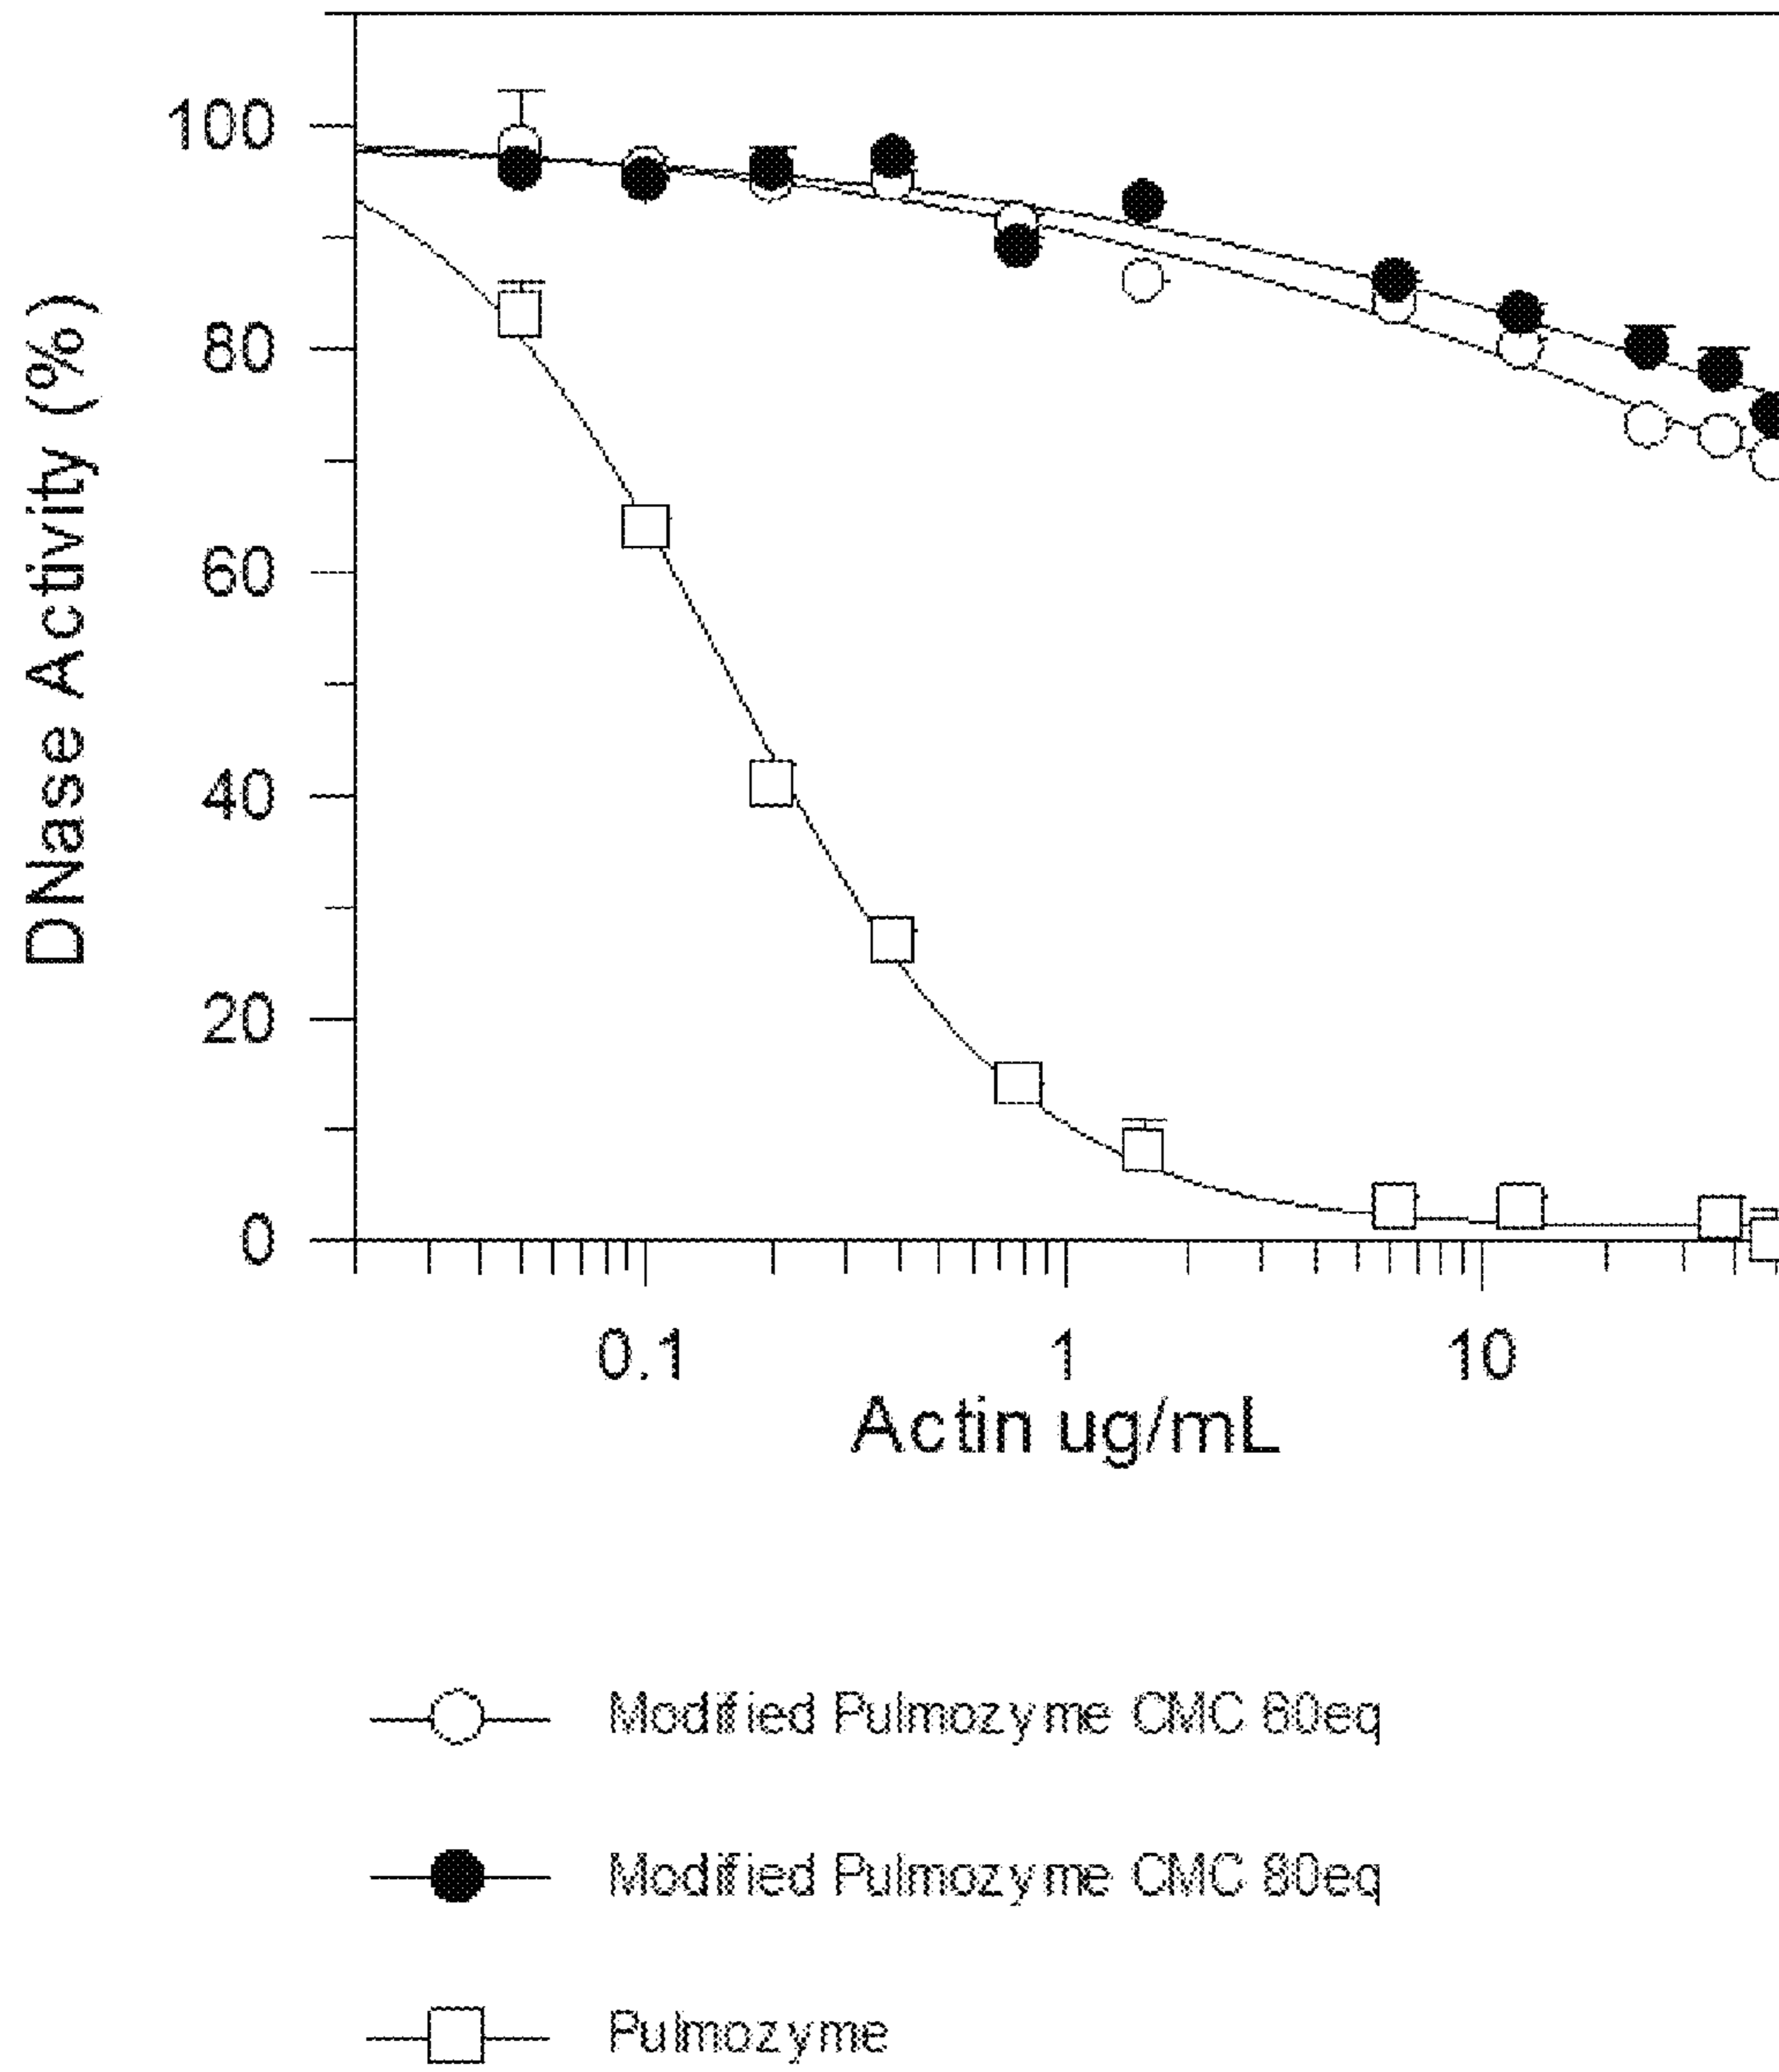 DNase Activity (%)
100
80
60
40
20
0
0.1
1
10
Actin ug/mL
Modified Pulmozyme CMC 60eq
Modified Pulmozyme CMC 80eq
Pulmozyme